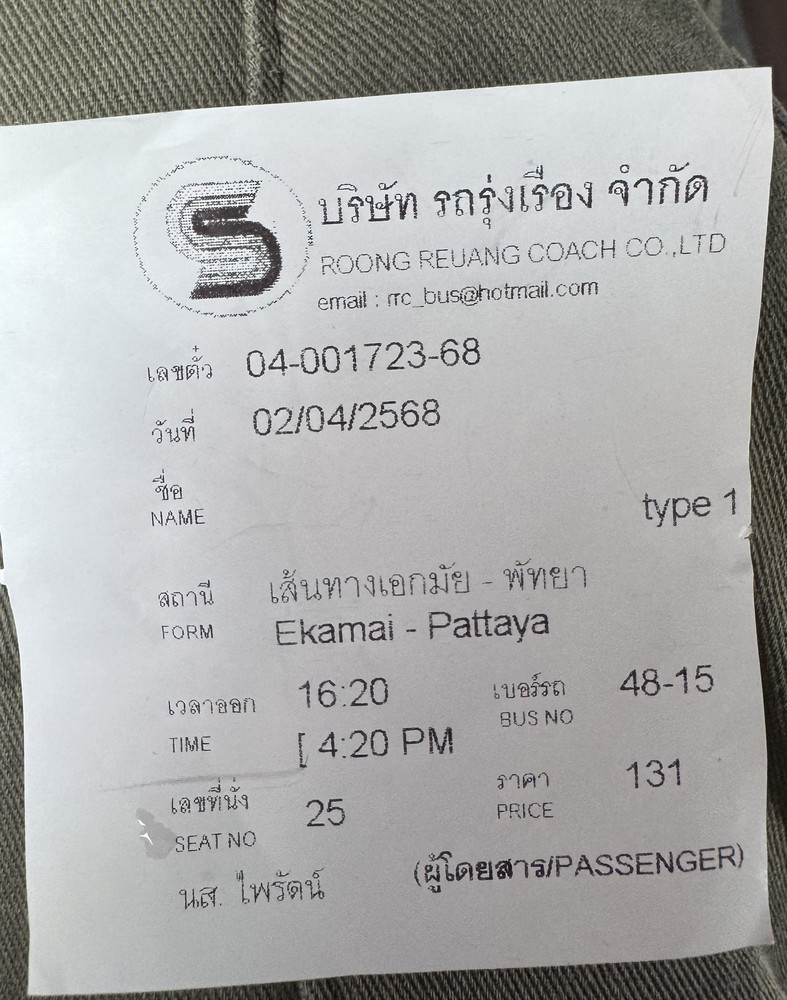 บริษัท รถรุ่งเรือง จำกัด
ROONG REUANG COACH CO.,LTD
email : rrc_bus@hotmail.com
เลขตั๋ว 04-001723-68
วันที่ 02/04/2568
ชื่อ
NAME
type 1
สถานี เส้นทางเอกมัย - พัทยา
FORM Ekamai - Pattaya
เวลาออก 16:20 เบอร์รถ 48-15
BUS NO
TIME [ 4:20 PM
ราคา 131
เลขที่นั่ง 25
PRICE
SEAT NO
นส. ไพรัตน์ (ผู้โดยสาร/PASSENGER)